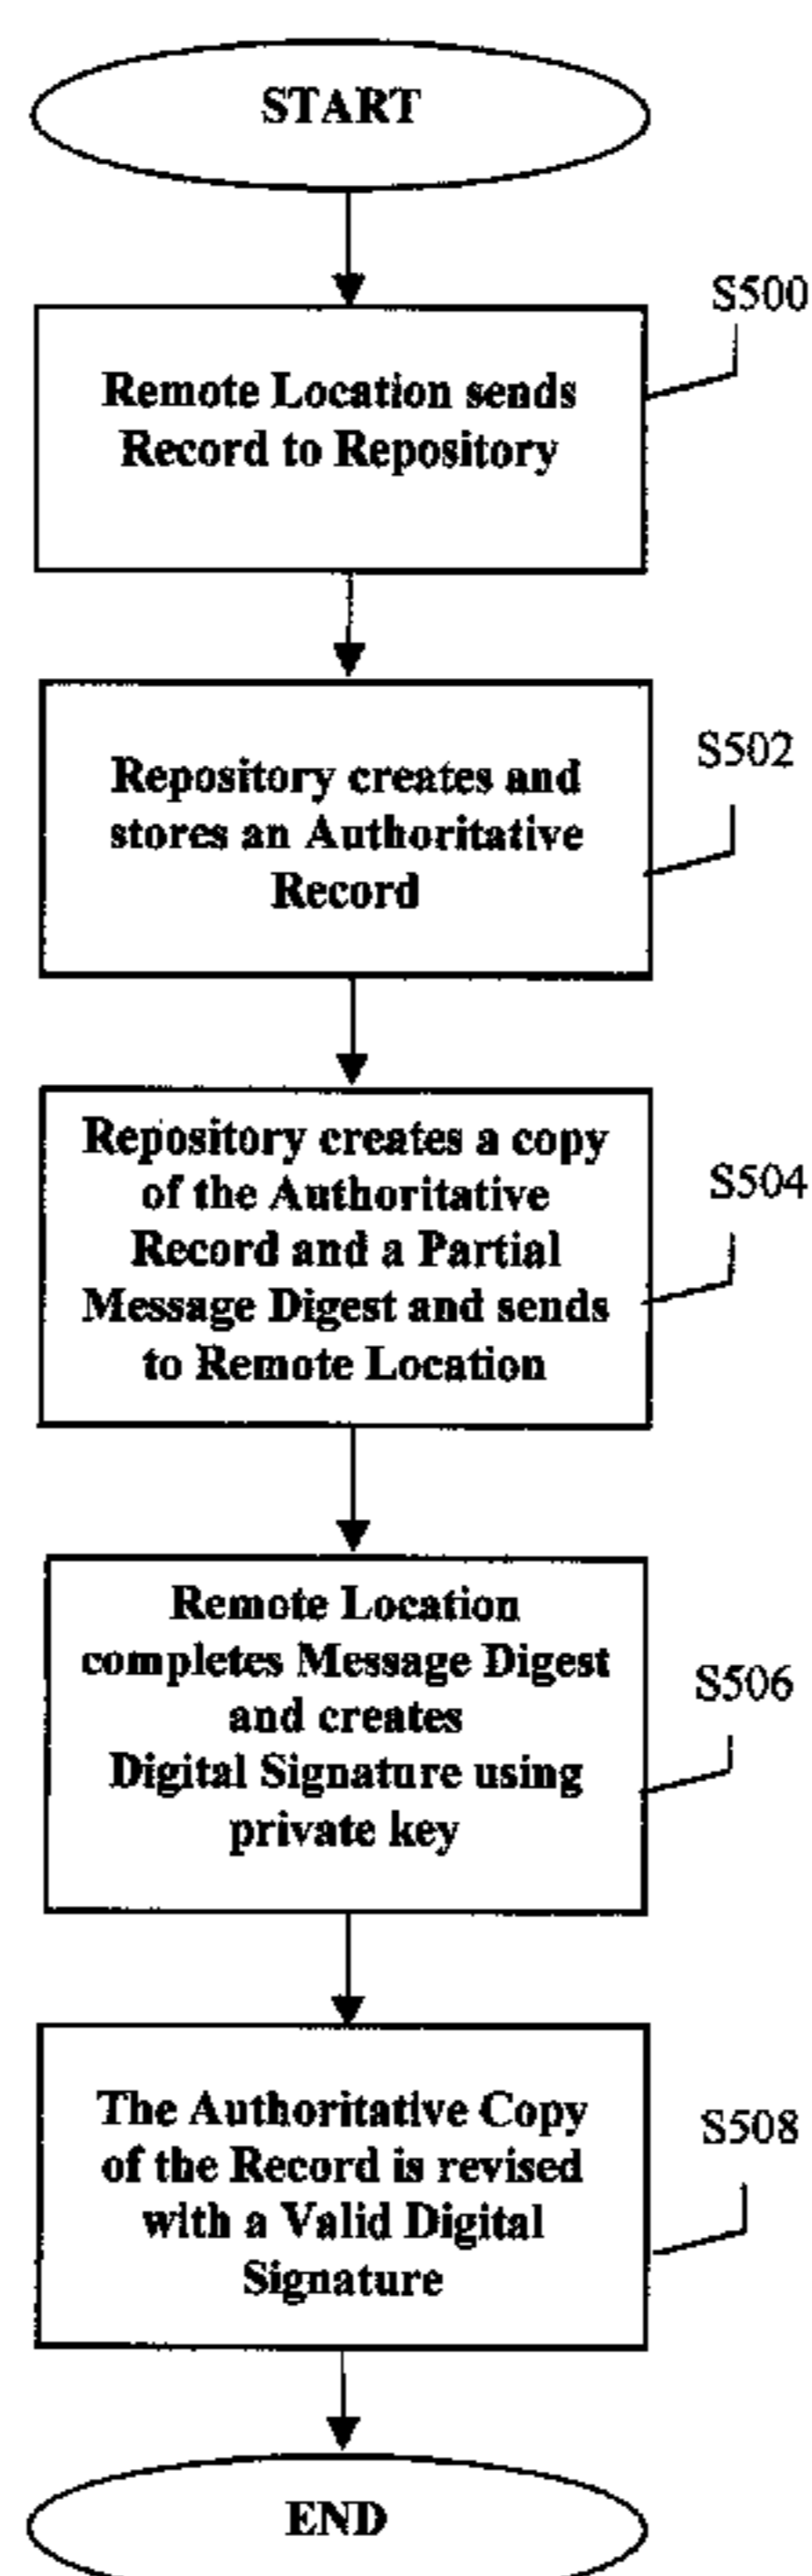 START
S500
Remote Location sends
Record to Repository
S502
Repository creates and
stores an Authoritative
Record
Repository creates a copy
of the Authoritative
S504
Record and a Partial
Message Digest and sends
to Remote Location
Remote Location
completes Message Digest
S506
and creates
Digital Signature using
private key
The Authoritative Copy
S508
of the Record is revised
with a Valid Digital
Signature
END